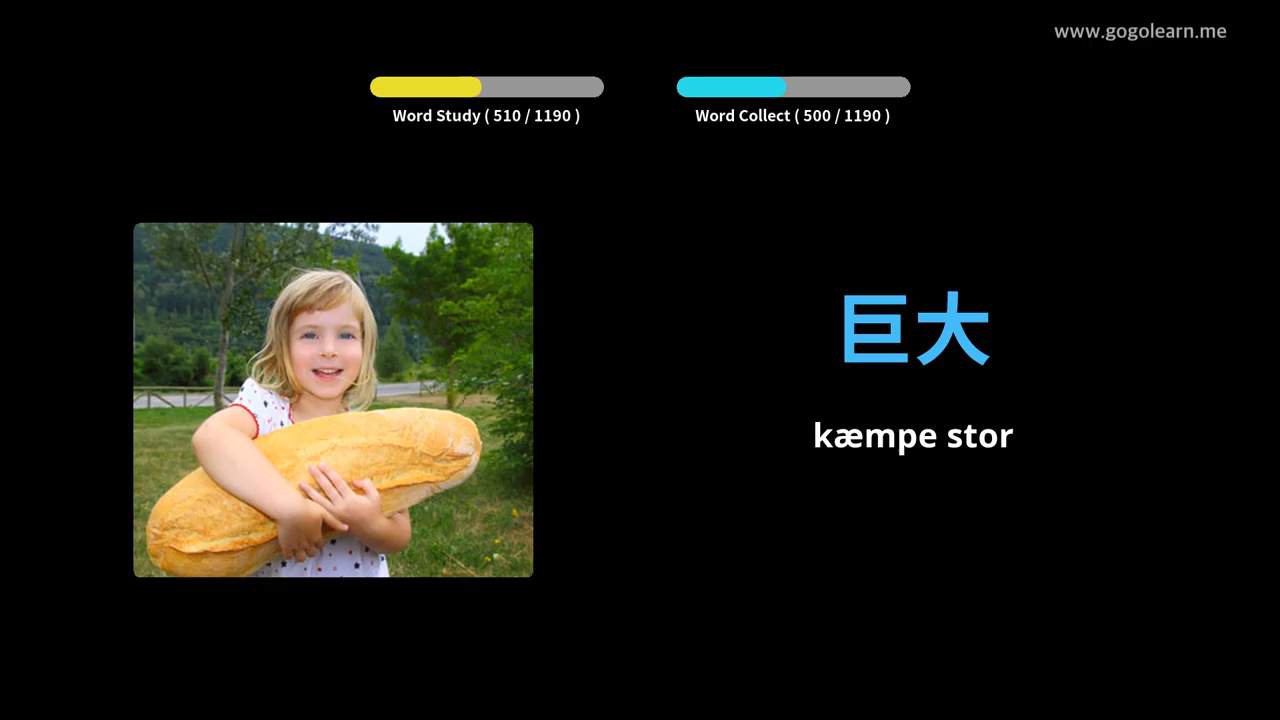 www.gogolearn.me
Word Study ( 510 / 1190 )
Word Collect ( 500 / 1190 )
巨大
kæmpe stor